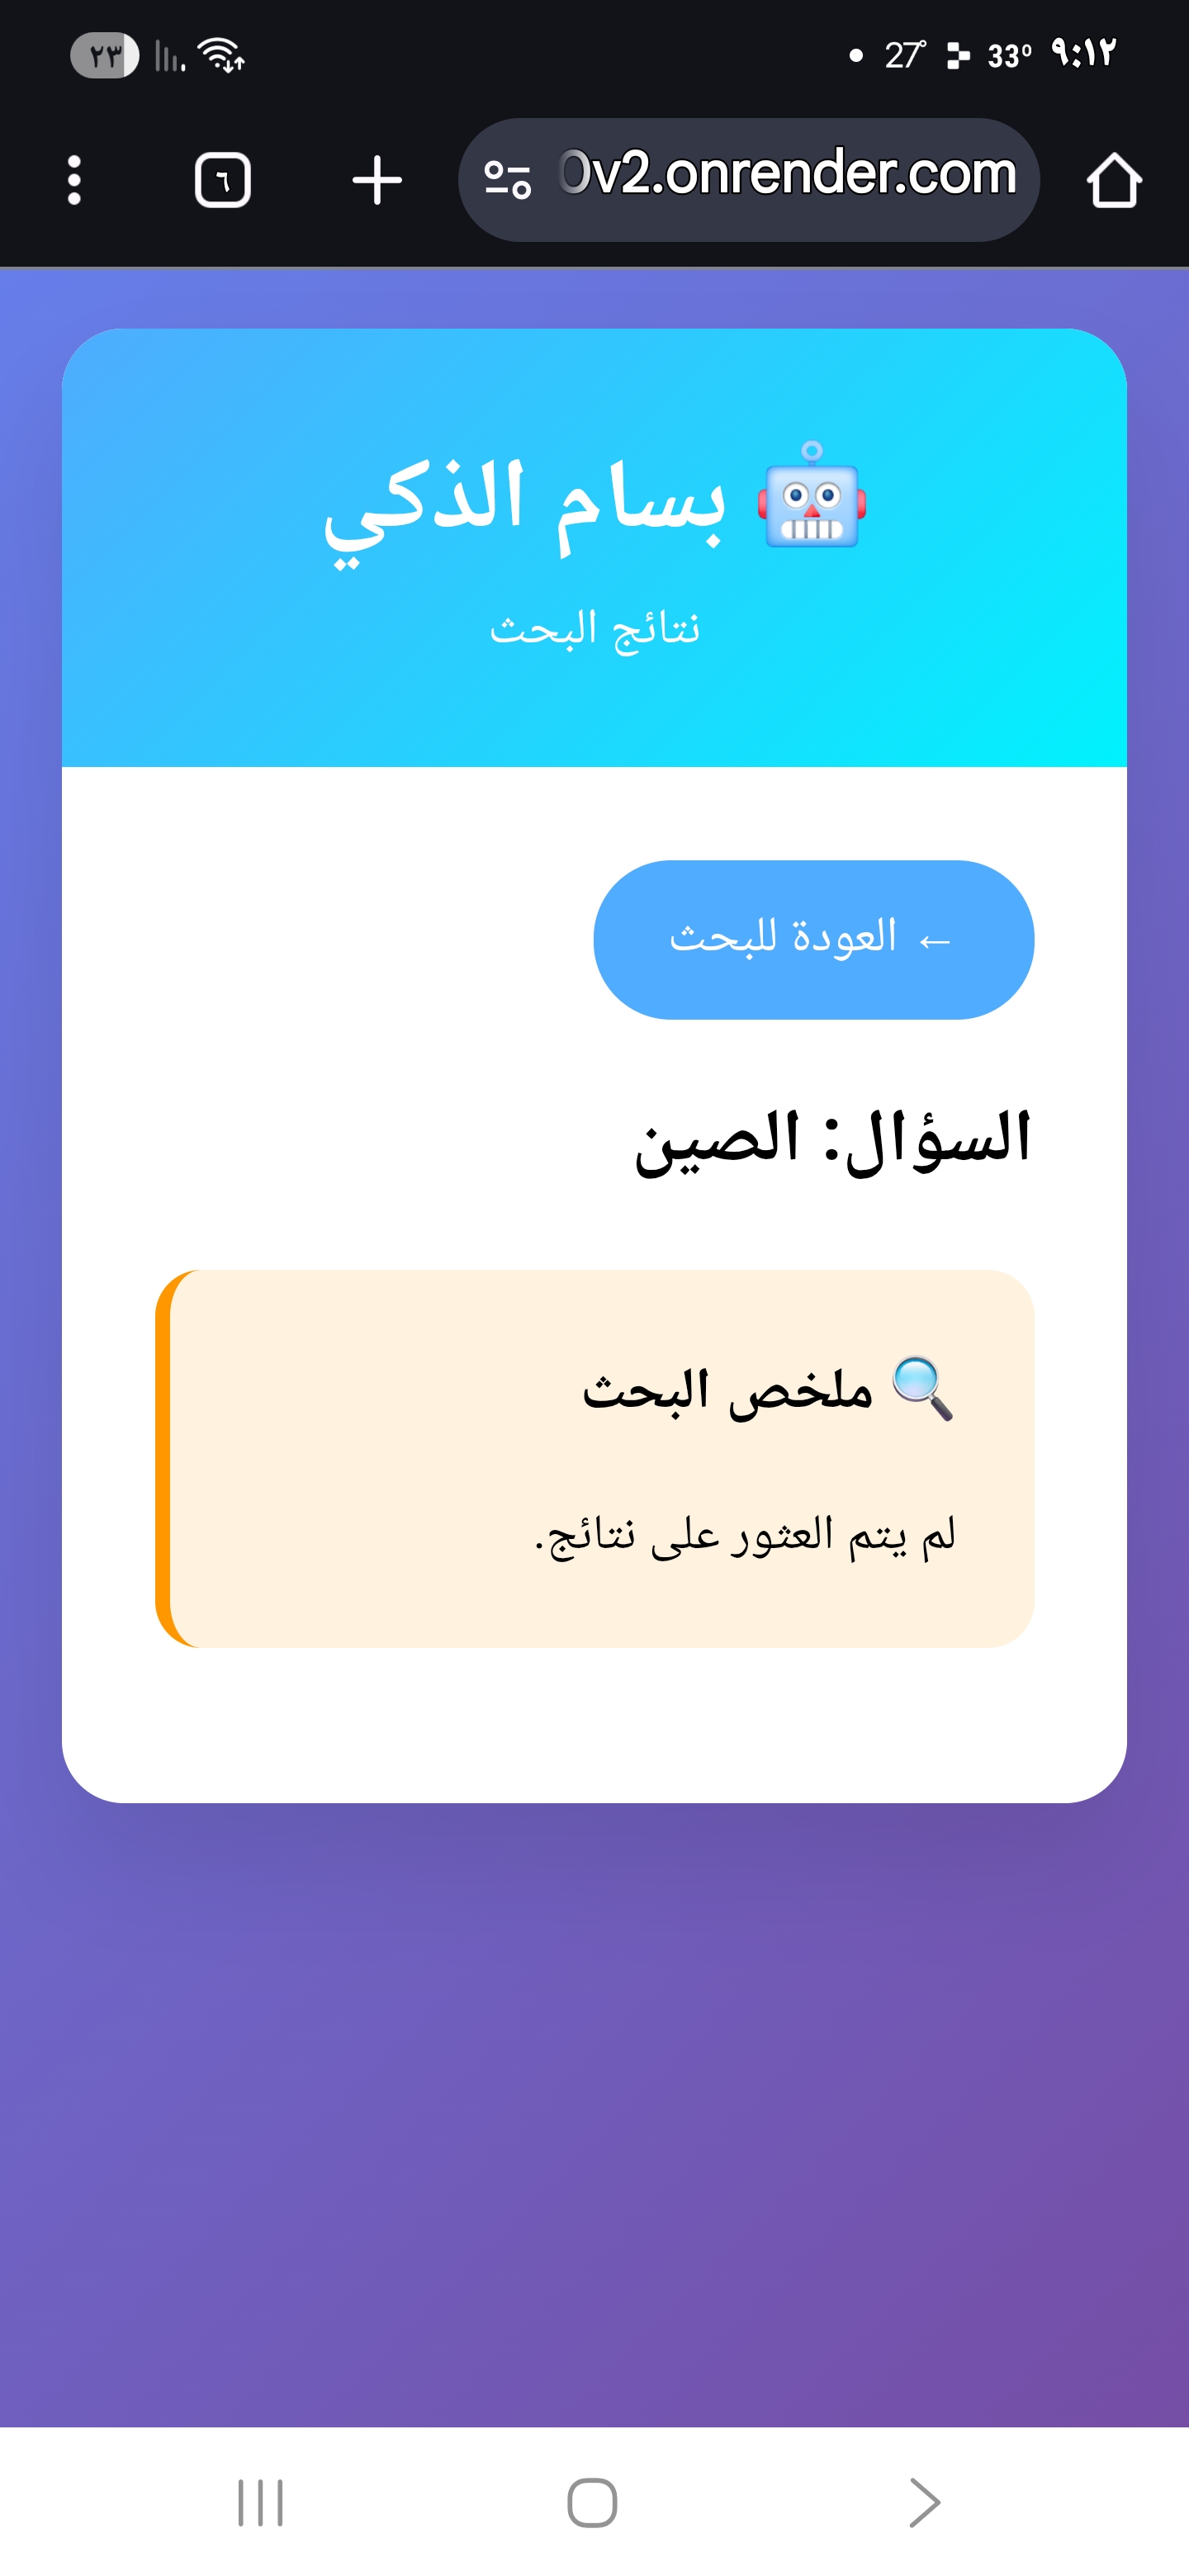 ٩:١٢ 33° 27° ٢٣
0v2.onrender.com ٦
🤖 بسام الذكي
نتائج البحث
← العودة للبحث
السؤال: الصين
🔍 ملخص البحث
لم يتم العثور على نتائج.